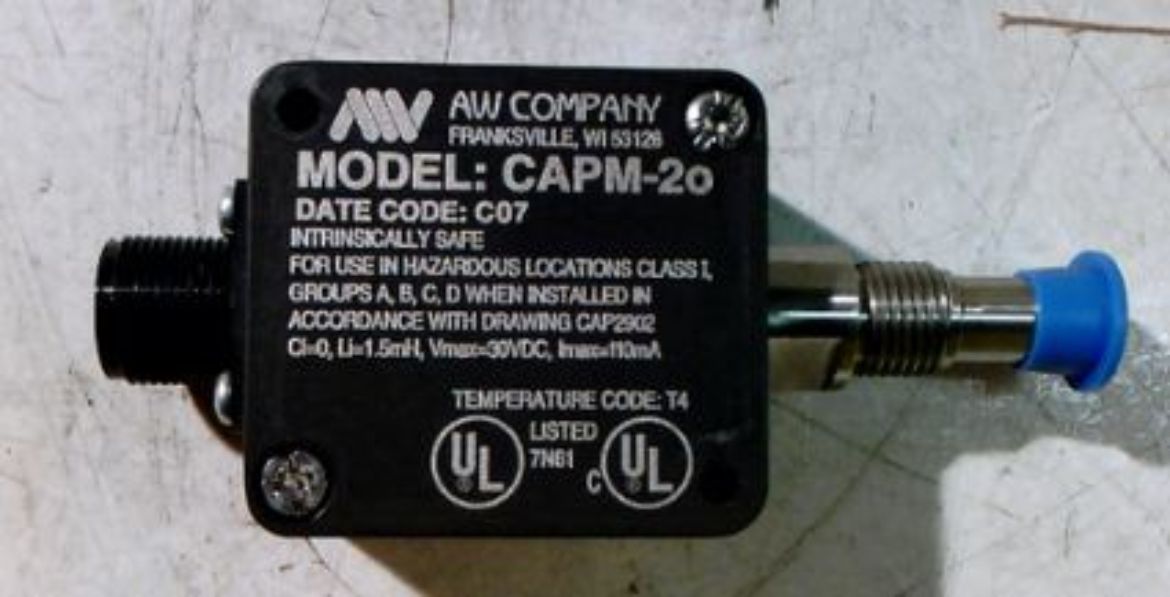 AW COMPANY
FRANKSVILLE, WI 53126
MODEL: CAPM-2o
DATE CODE: C07
INTRINSICALLY SAFE
FOR USE IN HAZARDOUS LOCATIONS CLASS I,
GROUPS A, B, C, D WHEN INSTALLED IN
ACCORDANCE WITH DRAWING CAP2902
Ci=0, Li=1.5mH, Vmax=30VDC, Imax=110mA
TEMPERATURE CODE: T4
UL LISTED C UL
7N61